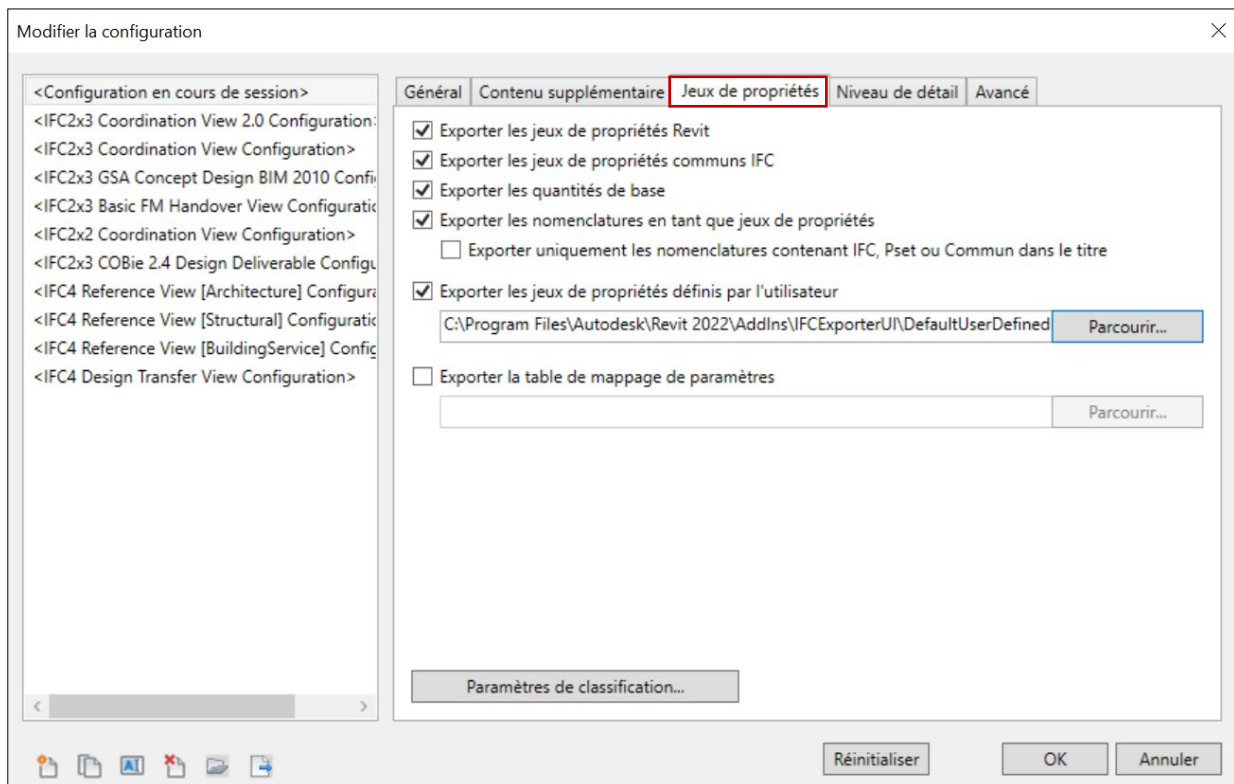 Modifier la configuration
<Configuration en cours de session>
<IFC2x3 Coordination View 2.0 Configuration>
<IFC2x3 Coordination View Configuration>
<IFC2x3 GSA Concept Design BIM 2010 Confi
<IFC2x3 Basic FM Handover View Configuratic
<IFC2x2 Coordination View Configuration>
<IFC2x3 COBie 2.4 Design Deliverable Configu
<IFC4 Reference View [Architecture] Configura
<IFC4 Reference View [Structural] Configuratic
<IFC4 Reference View [BuildingService] Config
<IFC4 Design Transfer View Configuration>
Général Contenu supplémentaire Jeux de propriétés Niveau de détail Avancé
Exporter les jeux de propriétés Revit
Exporter les jeux de propriétés communs IFC
Exporter les quantités de base
Exporter les nomenclatures en tant que jeux de propriétés
Exporter uniquement les nomenclatures contenant IFC, Pset ou Commun dans le titre
Exporter les jeux de propriétés définis par l'utilisateur
C:\Program Files\Autodesk\Revit 2022\AddIns\IFCExporterUI\DefaultUserDefined Parcourir...
Exporter la table de mappage de paramètres
Parcourir...
Paramètres de classification...
Réinitialiser OK Annuler